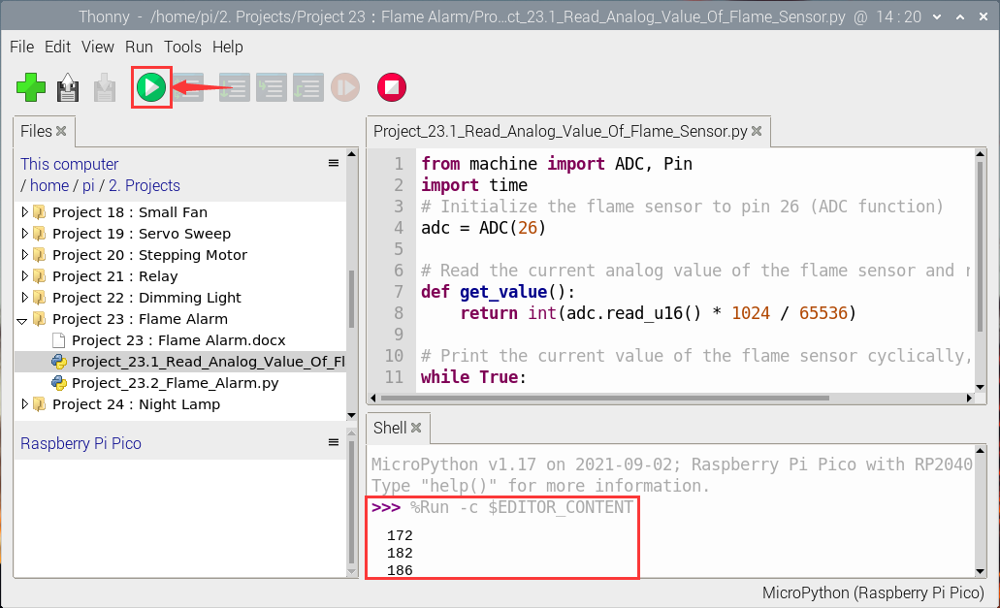 Thonny - /home/pi/2. Projects/Project 23 : Flame Alarm/Pro...ct_23.1_Read_Analog_Value_Of_Flame_Sensor.py @ 14 : 20
File Edit View Run Tools Help
Files
This computer
/ home / pi / 2. Projects
Project 18 : Small Fan
Project 19 : Servo Sweep
Project 20 : Stepping Motor
Project 21 : Relay
Project 22 : Dimming Light
Project 23 : Flame Alarm
Project 23 : Flame Alarm.docx
Project_23.1_Read_Analog_Value_Of_Fl
Project_23.2_Flame_Alarm.py
Project 24 : Night Lamp
Raspberry Pi Pico
Project_23.1_Read_Analog_Value_Of_Flame_Sensor.py
1 from machine import ADC, Pin
2 import time
3 # Initialize the flame sensor to pin 26 (ADC function)
4 adc = ADC(26)
5
6 # Read the current analog value of the flame sensor and r
7 def get_value():
8     return int(adc.read_u16() * 1024 / 65536)
9
10 # Print the current value of the flame sensor cyclically,
11 while True:
Shell
MicroPython v1.17 on 2021-09-02; Raspberry Pi Pico with RP2040
Type "help()" for more information.
>>> %Run -c $EDITOR_CONTENT
172
182
186
MicroPython (Raspberry Pi Pico)